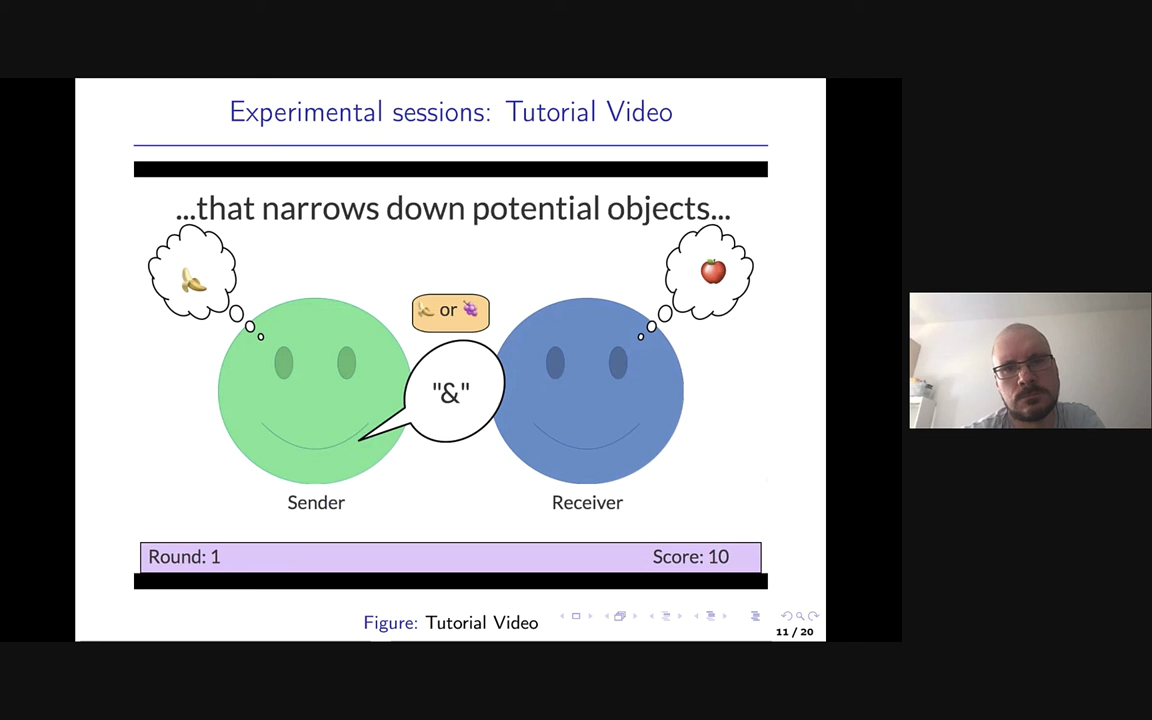 Experimental sessions: Tutorial Video
...that narrows down potential objects...
or
"&"
Sender
Receiver
Round: 1
Score: 10
Figure: Tutorial Video
11 / 20